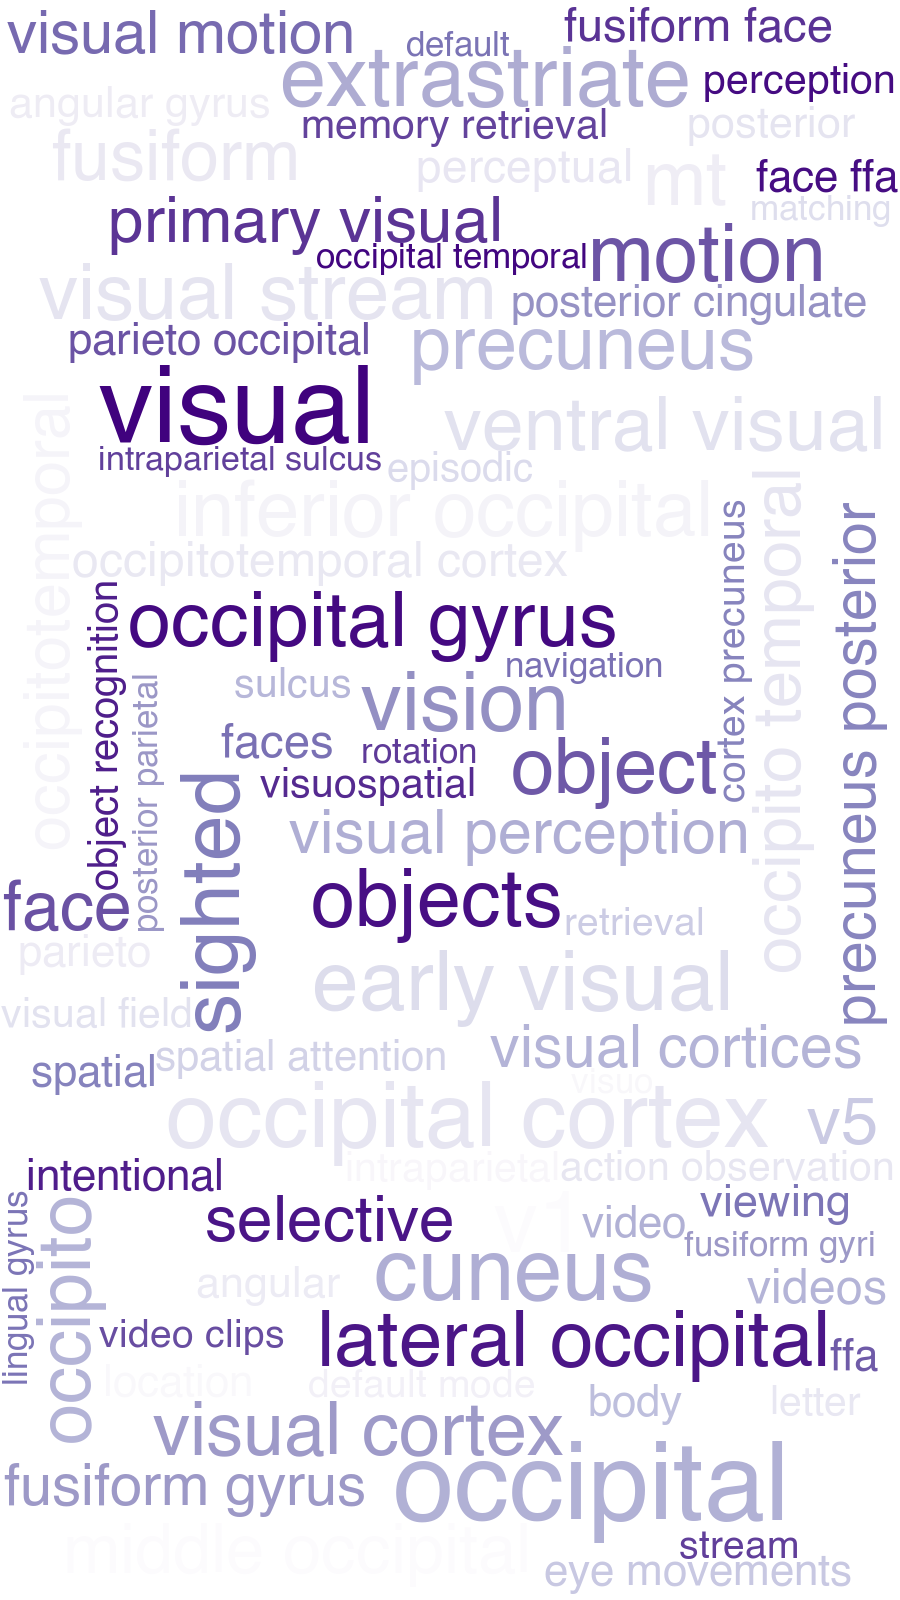 visual motion
default
fusiform face
extrastriate
perception
angular gyrus
memory retrieval
posterior
fusiform
perceptual
mt
face ffa
matching
primary visual
occipital temporal
motion
visual stream
posterior cingulate
parieto occipital
precuneus
visual
ventral visual
intraparietal sulcus
episodic
occipitotemporal
inferior occipital
occipito temporal
cortex precuneus
precuneus posterior
occipitotemporal cortex
object recognition
occipital gyrus
navigation
posterior parietal
sulcus
vision
faces
rotation
object
visuospatial
sighted
visual perception
face
objects
retrieval
parieto
early visual
visual field
spatial
spatial attention
visual cortices
visuo
occipital cortex
v5
intentional
intraparietal
action observation
lingual gyrus
occipito
selective
v1
video
viewing
fusiform gyri
angular
cuneus
videos
video clips
lateral occipital
ffa
location
default mode
body
letter
visual cortex
fusiform gyrus
occipital
middle occipital
stream
eye movements